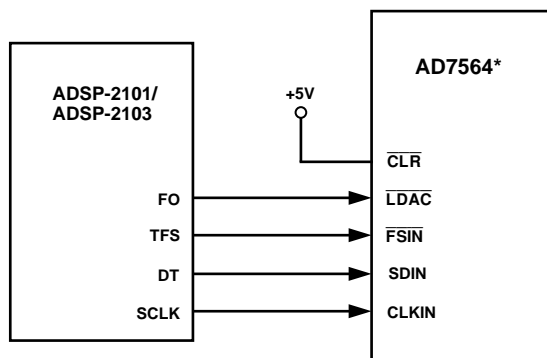 ADSP-2101/
ADSP-2103
FO
TFS
DT
SCLK
+5V
AD7564*
CLR
LDAC
FSIN
SDIN
CLKIN